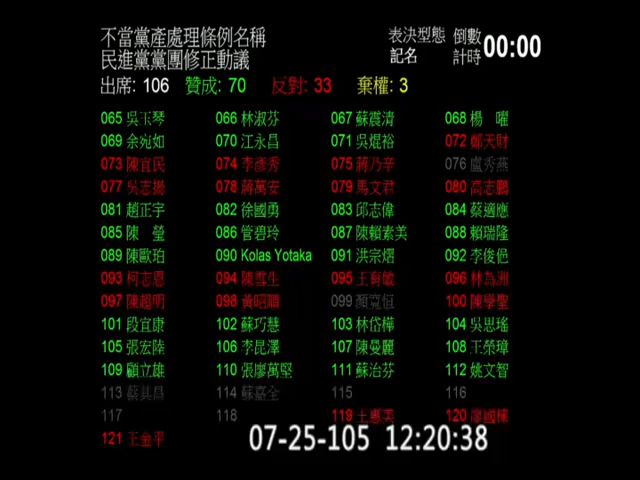 不當黨產處理條例名稱
民進黨黨團修正動議
表決型態
記名
倒數
計時
00:00
出席: 106 贊成: 70 反對: 33 棄權: 3
065 吳玉琴 066 林淑芬 067 蘇震清 068 楊 曜
069 余宛如 070 江永昌 071 吳焜裕 072 鄭天財
073 陳宜民 074 李彥秀 075 蔣乃辛 076 盧秀燕
077 吳志揚 078 蔣萬安 079 馬文君 080 高志鵬
081 趙正宇 082 徐國勇 083 邱志偉 084 蔡適應
085 陳 瑩 086 管碧玲 087 陳賴素美 088 賴瑞隆
089 陳歐珀 090 Kolas Yotaka 091 洪宗熠 092 李俊俋
093 柯志恩 094 陳雪生 095 王育敏 096 林為洲
097 陳超明 098 黃昭順 099 顏寬恒 100 陳學聖
101 段宜康 102 蘇巧慧 103 林岱樺 104 吳思瑤
105 張宏陸 106 李昆澤 107 陳曼麗 108 王榮璋
109 顧立雄 110 張廖萬堅 111 蘇治芬 112 姚文智
113 蔡其昌 114 蘇嘉全 115 116
117 118 119 王惠美 120 廖國棟
121 王金平
07-25-105 12:20:38